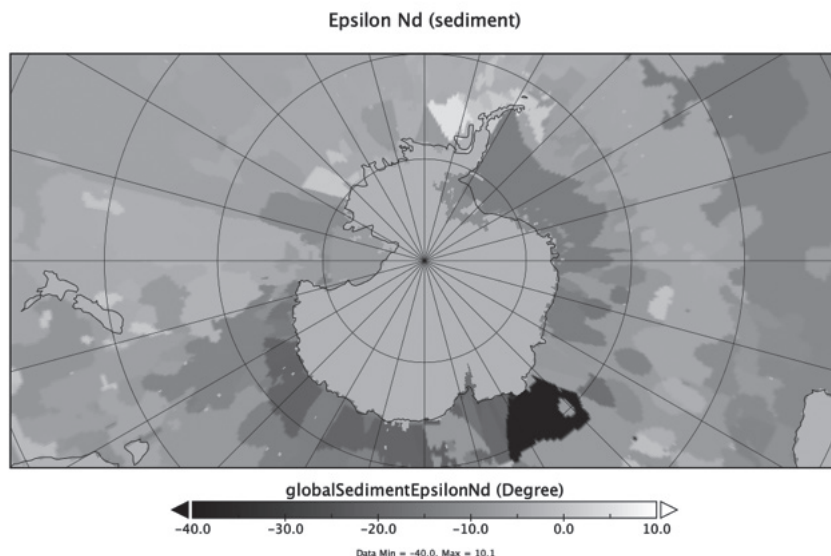 Epsilon Nd (sediment)
globalSedimentEpsilonNd (Degree)
-40.0 -30.0 -20.0 -10.0 0.0 10.0
Data Min = -40.0, Max = 10.1